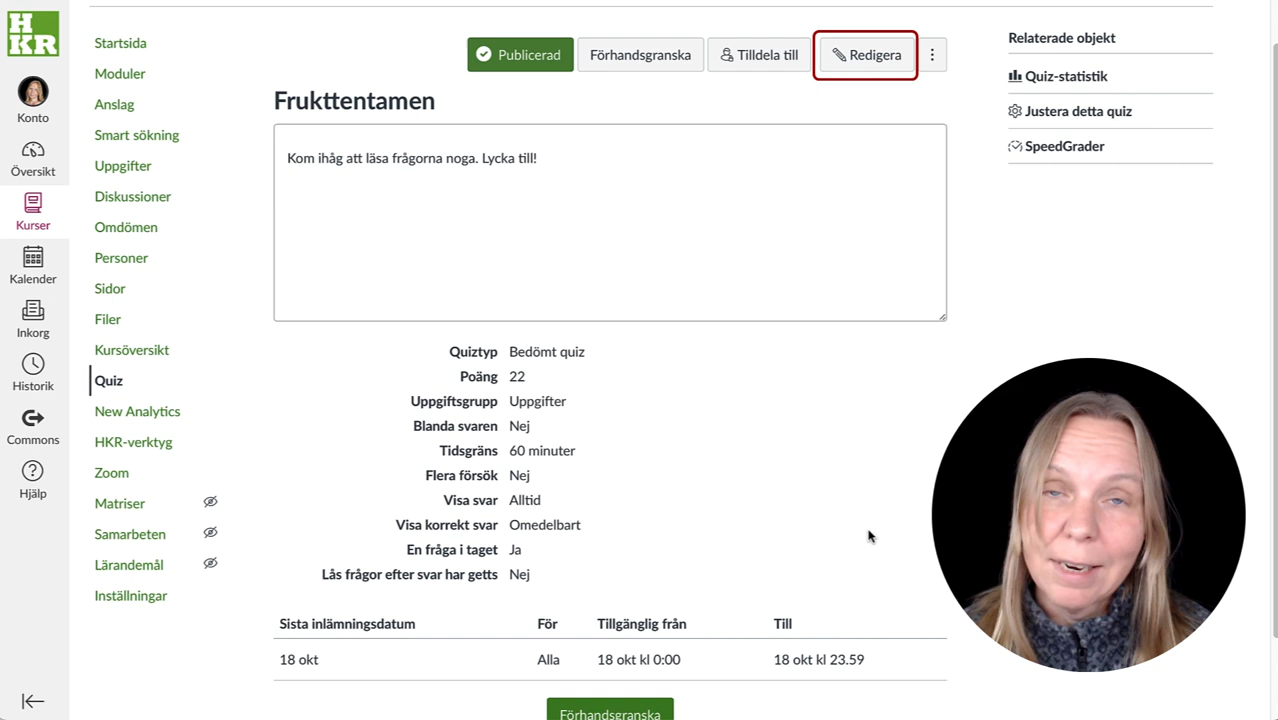 HKR
Konto
Översikt
Kurser
Kalender
Inkorg
Historik
Commons
Hjälp
Startsida
Moduler
Anslag
Smart sökning
Uppgifter
Diskussioner
Omdömen
Personer
Sidor
Filer
Kursöversikt
Quiz
New Analytics
HKR-verktyg
Zoom
Matriser
Samarbeten
Lärandemål
Inställningar
Publicerad Förhandsgranska Tilldela till Redigera
Frukttentamen
Kom ihåg att läsa frågorna noga. Lycka till!
Quiztyp Bedömt quiz
Poäng 22
Uppgiftsgrupp Uppgifter
Blanda svaren Nej
Tidsgräns 60 minuter
Flera försök Nej
Visa svar Alltid
Visa korrekt svar Omedelbart
En fråga i taget Ja
Lås frågor efter svar har getts Nej
Sista inlämningsdatum För Tillgänglig från Till
18 okt Alla 18 okt kl 0:00 18 okt kl 23.59
Förhandsgranska
Relaterade objekt
Quiz-statistik
Justera detta quiz
SpeedGrader